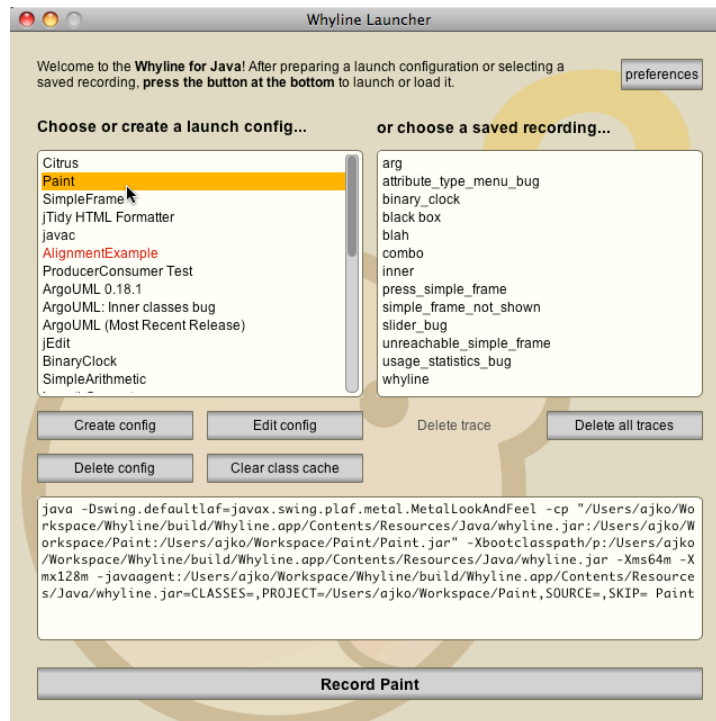 Whyline Launcher
Welcome to the Whyline for Java! After preparing a launch configuration or selecting a
saved recording, press the button at the bottom to launch or load it.
preferences
Choose or create a launch config...
Citrus
Paint
SimpleFrame
jTidy HTML Formatter
javac
AlignmentExample
ProducerConsumer Test
ArgoUML 0.18.1
ArgoUML: Inner classes bug
ArgoUML (Most Recent Release)
jEdit
BinaryClock
SimpleArithmetic
or choose a saved recording...
arg
attribute_type_menu_bug
binary_clock
black box
blah
combo
inner
press_simple_frame
simple_frame_not_shown
slider_bug
unreachable_simple_frame
usage_statistics_bug
whyline
Create config
Edit config
Delete trace
Delete all traces
Delete config
Clear class cache
java -Dswing.defaultlaf=javax.swing.plaf.metal.MetalLookAndFeel -cp "/Users/ajko/Wo
rkspace/Whyline/build/Whyline.app/Contents/Resources/Java/whyline.jar:/Users/ajko/W
orkspace/Paint:/Users/ajko/Workspace/Paint/Paint.jar" -Xbootclasspath/p:/Users/ajko
/Workspace/Whyline/build/Whyline.app/Contents/Resources/Java/whyline.jar -Xms64m -X
mx128m -javaagent:/Users/ajko/Workspace/Whyline/build/Whyline.app/Contents/Resource
s/Java/whyline.jar=CLASSES=,PROJECT=/Users/ajko/Workspace/Paint,SOURCE=,SKIP= Paint
Record Paint